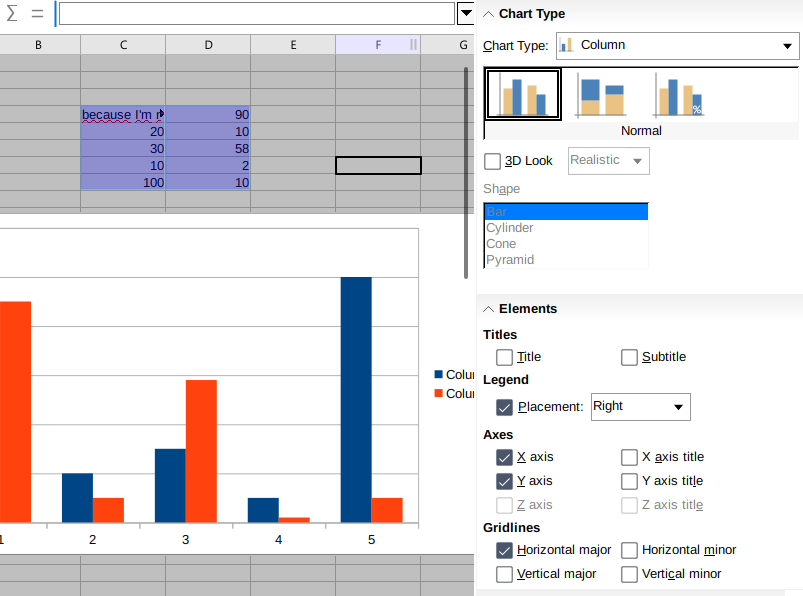 Σ =
B C D E F G
because I'm
90
20 10
30 58
10 2
100 10
1 2 3 4 5
Chart Type
Chart Type: Column
%
Normal
3D Look Realistic
Shape
Bar
Cylinder
Cone
Pyramid
Elements
Titles
Title Subtitle
Legend
Placement: Right
Axes
X axis X axis title
Y axis Y axis title
Z axis Z axis title
Gridlines
Horizontal major Horizontal minor
Vertical major Vertical minor